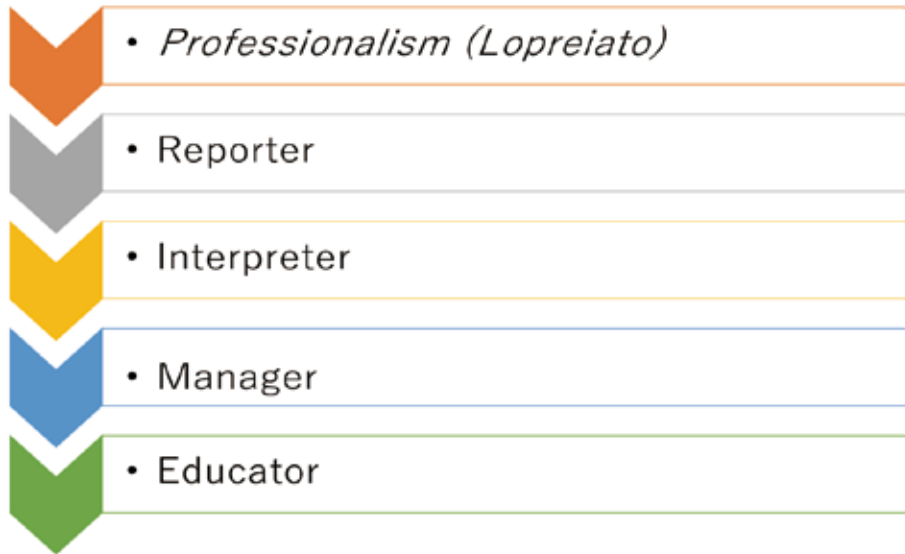 • Professionalism (Lopreiato)
• Reporter
• Interpreter
• Manager
• Educator